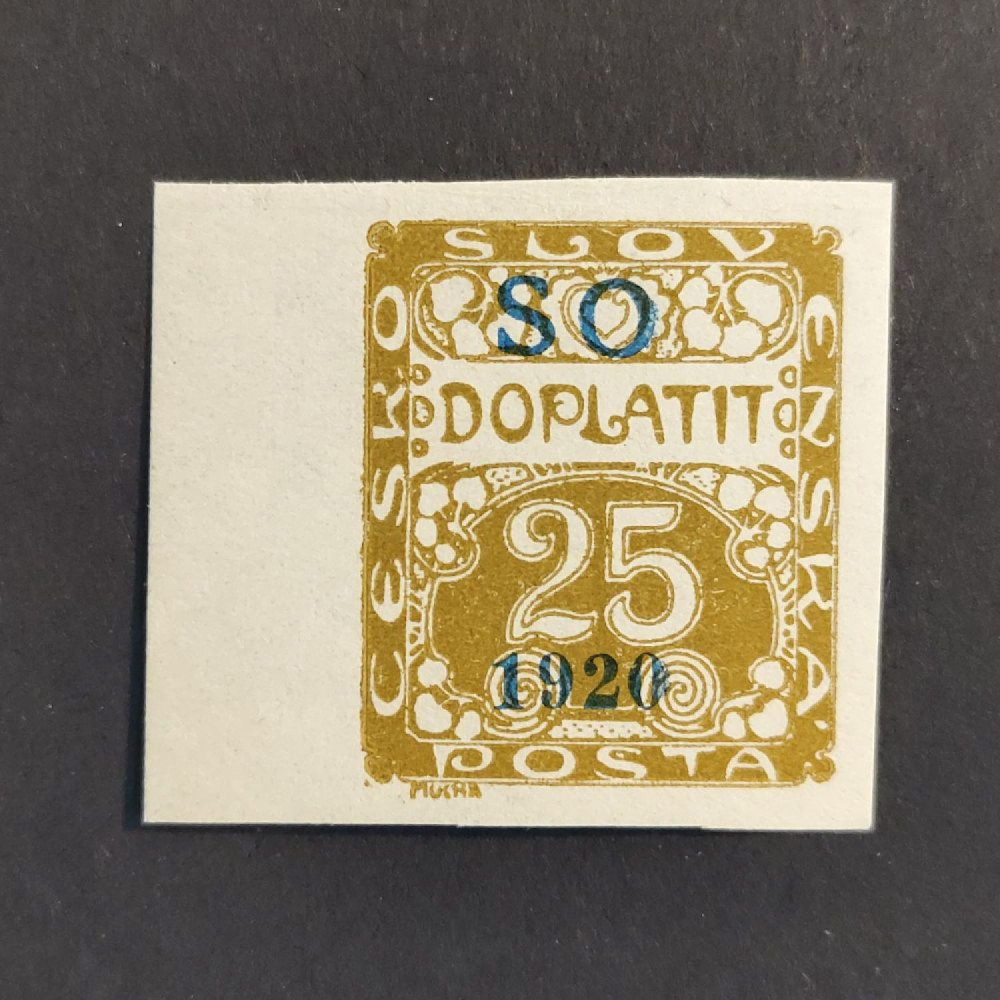 ČESKO
SLOV
ENSKÁ
SO
DOPLATIT
25
1920
POŠTA
MUCHA